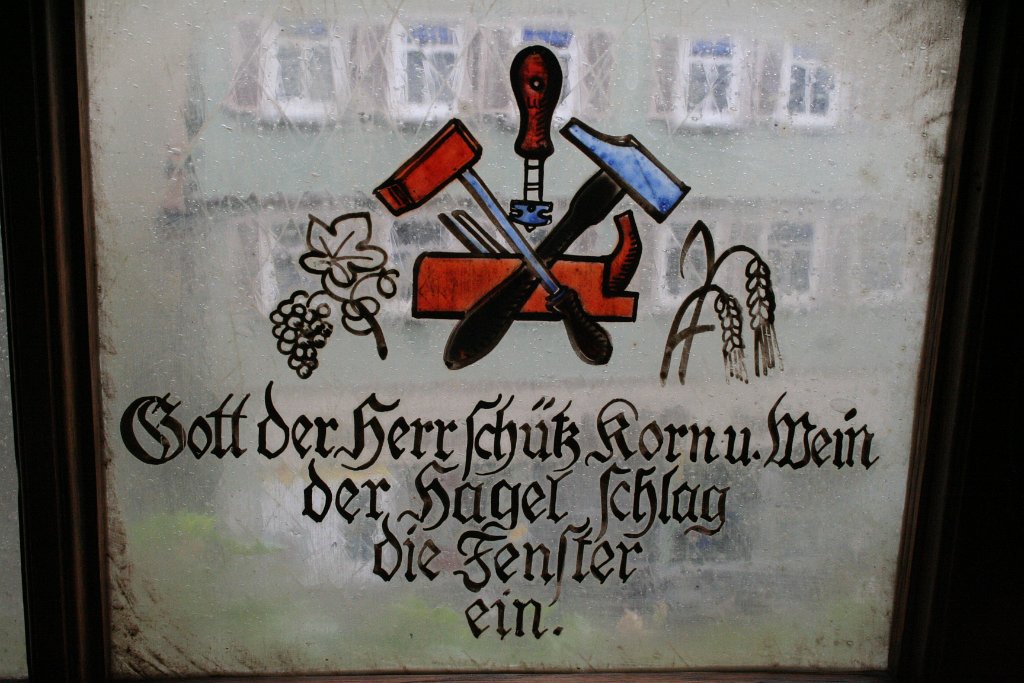 Gott der Herr schütz Korn u. Wein
der Hagel schlag
die Fenster
ein.